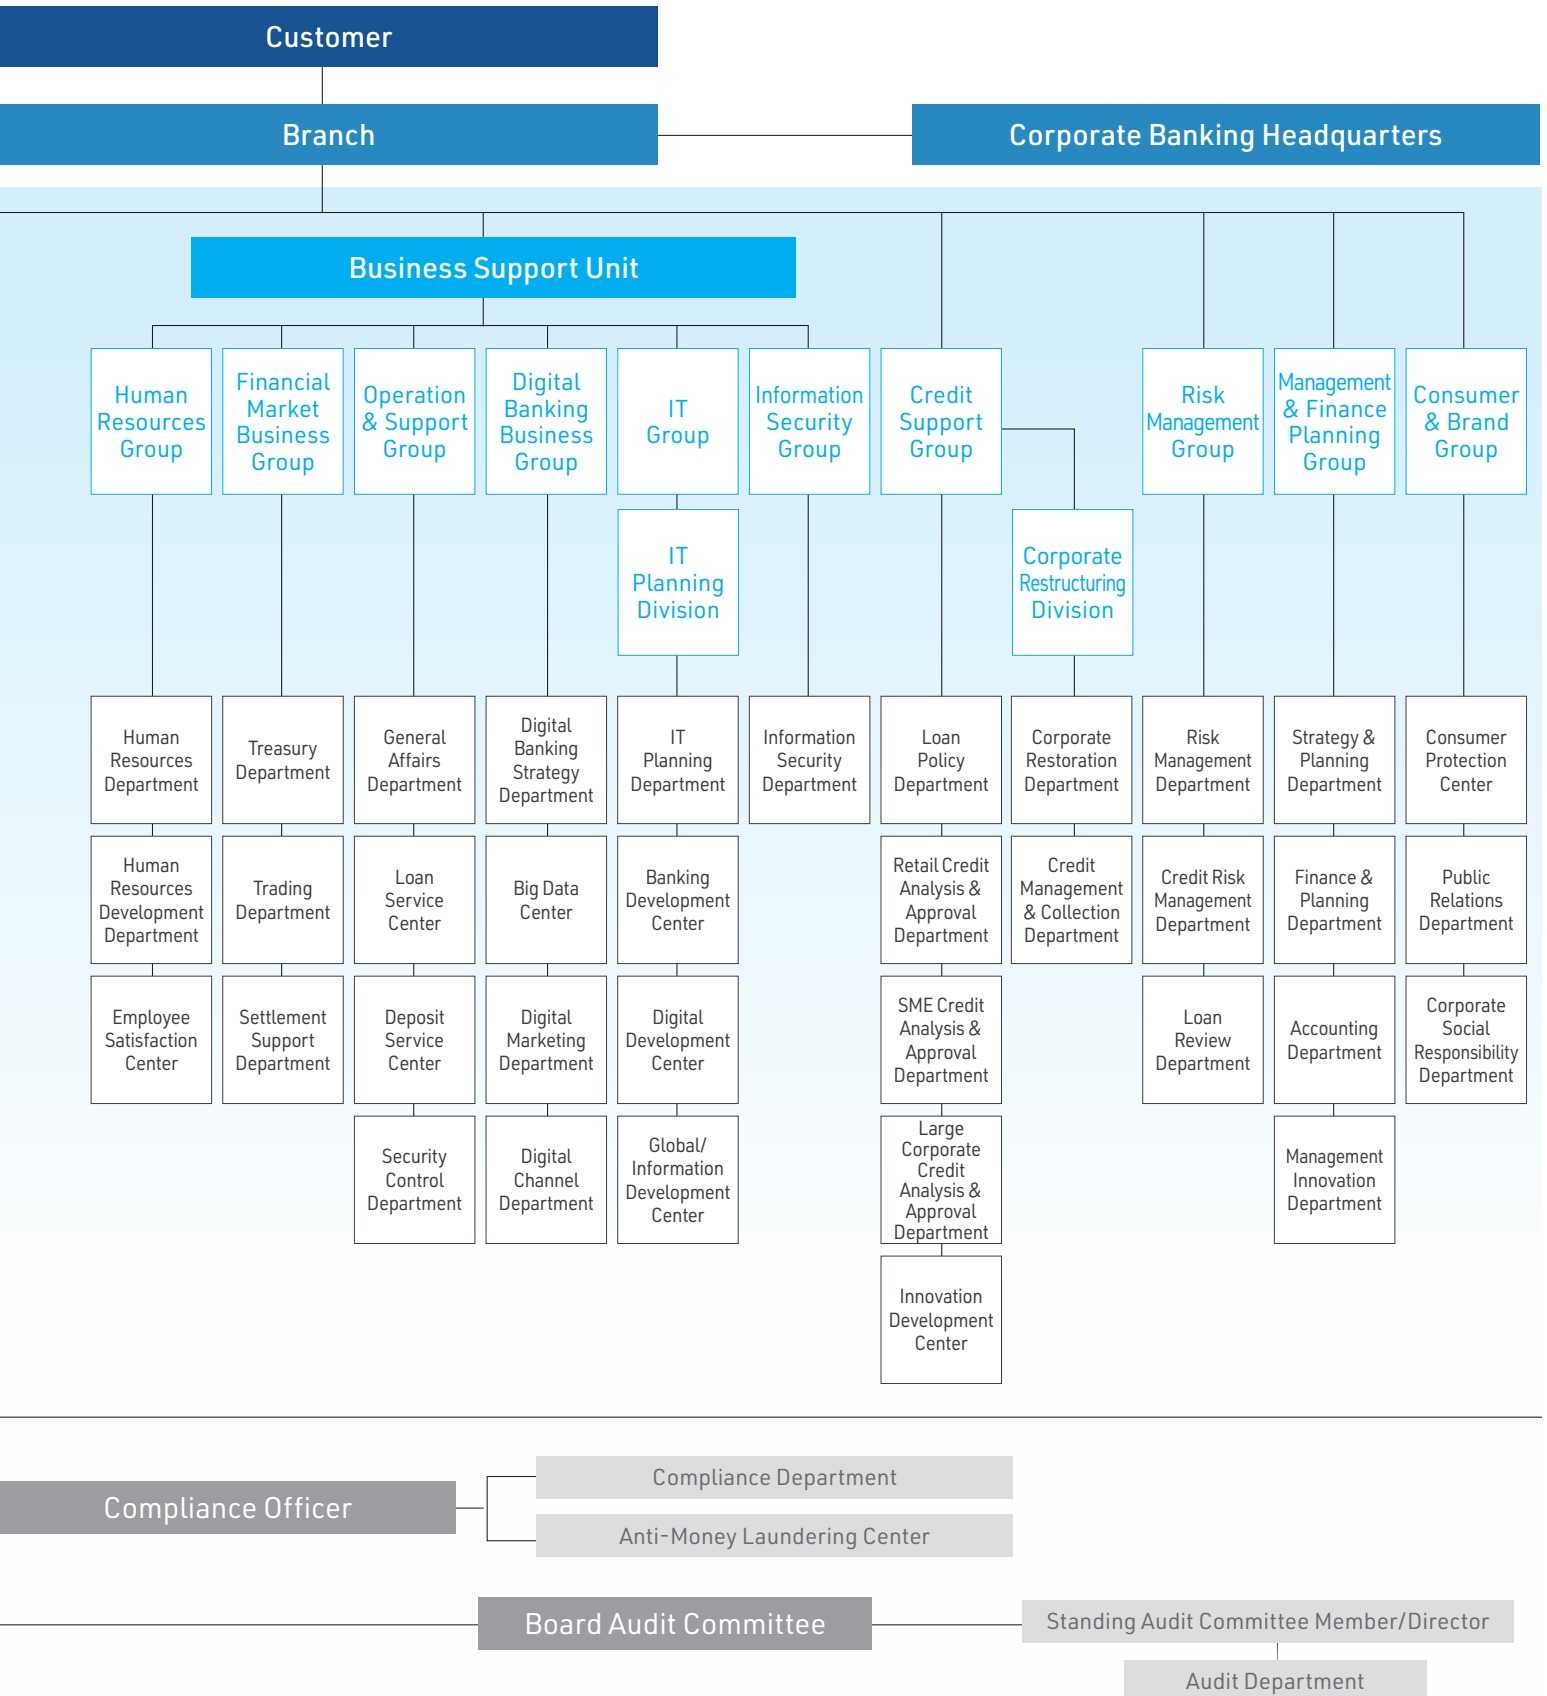 Customer
Branch
Corporate Banking Headquarters
Business Support Unit
Human
Resources
Group
Financial
Market
Business
Group
Operation
& Support
Group
Digital
Banking
Business
Group
IT
Group
Information
Security
Group
Credit
Support
Group
Risk
Management
Group
Management
& Finance
Planning
Group
Consumer
& Brand
Group
IT
Planning
Division
Corporate
Restructuring
Division
Human
Resources
Department
Treasury
Department
General
Affairs
Department
Digital
Banking
Strategy
Department
IT
Planning
Department
Information
Security
Department
Loan
Policy
Department
Corporate
Restoration
Department
Risk
Management
Department
Strategy &
Planning
Department
Consumer
Protection
Center
Human
Resources
Development
Department
Trading
Department
Loan
Service
Center
Big Data
Center
Banking
Development
Center
Retail Credit
Analysis &
Approval
Department
Credit
Management
& Collection
Department
Credit Risk
Management
Department
Finance &
Planning
Department
Public
Relations
Department
Employee
Satisfaction
Center
Settlement
Support
Department
Deposit
Service
Center
Digital
Marketing
Department
Digital
Development
Center
SME Credit
Analysis &
Approval
Department
Loan
Review
Department
Accounting
Department
Corporate
Social
Responsibility
Department
Security
Control
Department
Digital
Channel
Department
Global/
Information
Development
Center
Large
Corporate
Credit
Analysis &
Approval
Department
Management
Innovation
Department
Innovation
Development
Center
Compliance Officer
Compliance Department
Anti-Money Laundering Center
Board Audit Committee
Standing Audit Committee Member/Director
Audit Department